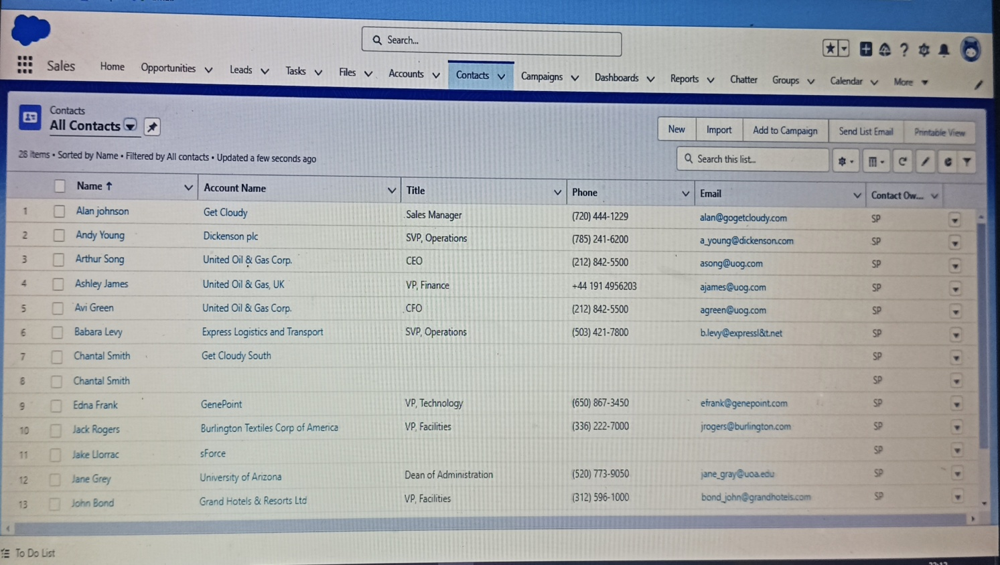 Search...
Sales Home Opportunities Leads Tasks Files Accounts Contacts Campaigns Dashboards Reports Chatter Groups Calendar More
Contacts
All Contacts
New Import Add to Campaign Send List Email Printable View
28 items • Sorted by Name • Filtered by All contacts • Updated a few seconds ago
Search this list...
Name ↑ Account Name Title Phone Email Contact Ow...
1 Alan johnson Get Cloudy Sales Manager (720) 444-1229 alan@gogetcloudy.com SP
2 Andy Young Dickenson plc SVP, Operations (785) 241-6200 a_young@dickenson.com SP
3 Arthur Song United Oil & Gas Corp. CEO (212) 842-5500 asong@uog.com SP
4 Ashley James United Oil & Gas, UK VP, Finance +44 191 4956203 ajames@uog.com SP
5 Avi Green United Oil & Gas Corp. CFO (212) 842-5500 agreen@uog.com SP
6 Babara Levy Express Logistics and Transport SVP, Operations (503) 421-7800 b.levy@expressl&t.net SP
7 Chantal Smith Get Cloudy South SP
8 Chantal Smith SP
9 Edna Frank GenePoint VP, Technology (650) 867-3450 efrank@genepoint.com SP
10 Jack Rogers Burlington Textiles Corp of America VP, Facilities (336) 222-7000 jrogers@burlington.com SP
11 Jake Llorrac sForce SP
12 Jane Grey University of Arizona Dean of Administration (520) 773-9050 jane_gray@uoa.edu SP
13 John Bond Grand Hotels & Resorts Ltd VP, Facilities (312) 596-1000 bond_john@grandhotels.com SP
To Do List